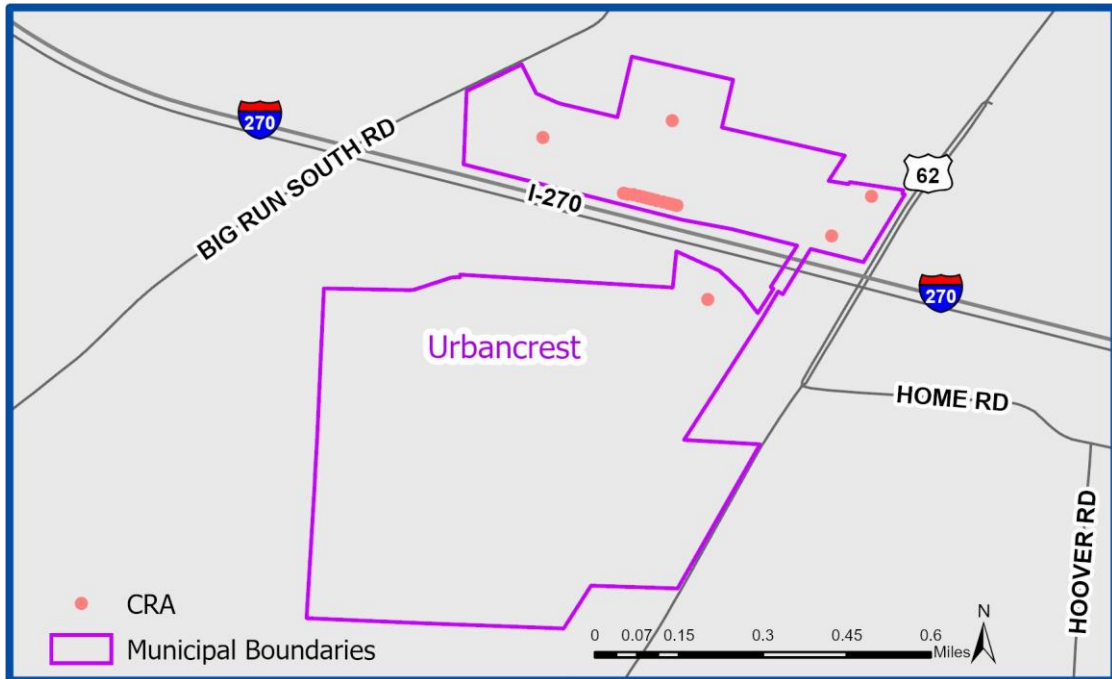 270
BIG RUN SOUTH RD
I-270
62
270
Urbancrest
HOME RD
HOOVER RD
CRA
Municipal Boundaries
0 0.07 0.15 0.3 0.45 0.6
Miles
N